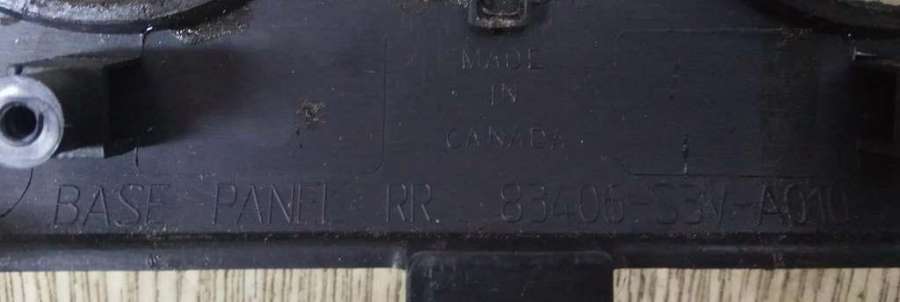 MADE
IN
CANADA
BASE PANEL RR 83406-S3V-A010